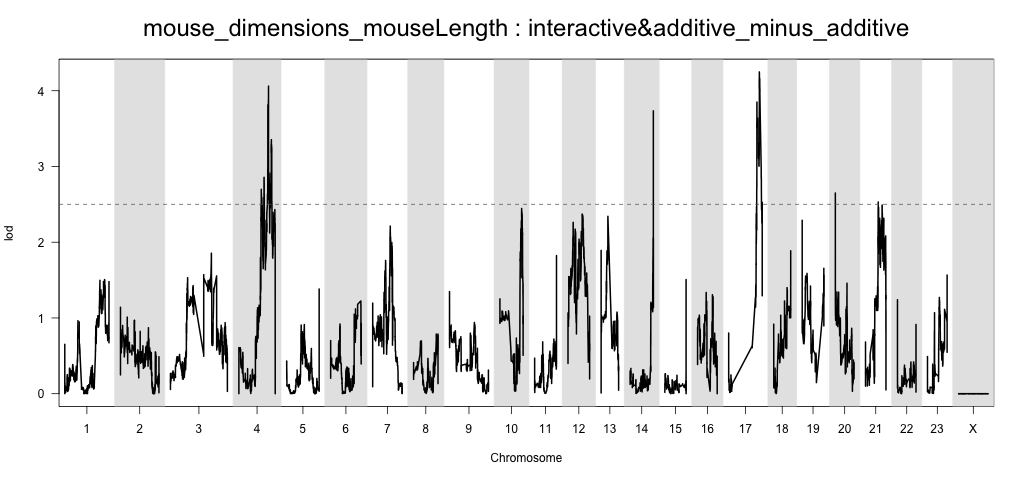 mouse_dimensions_mouseLength : interactive&additive_minus_additive
lod
4
3
2
1
0
1 2 3 4 5 6 7 8 9 10 11 12 13 14 15 16 17 18 19 20 21 22 23 X
Chromosome